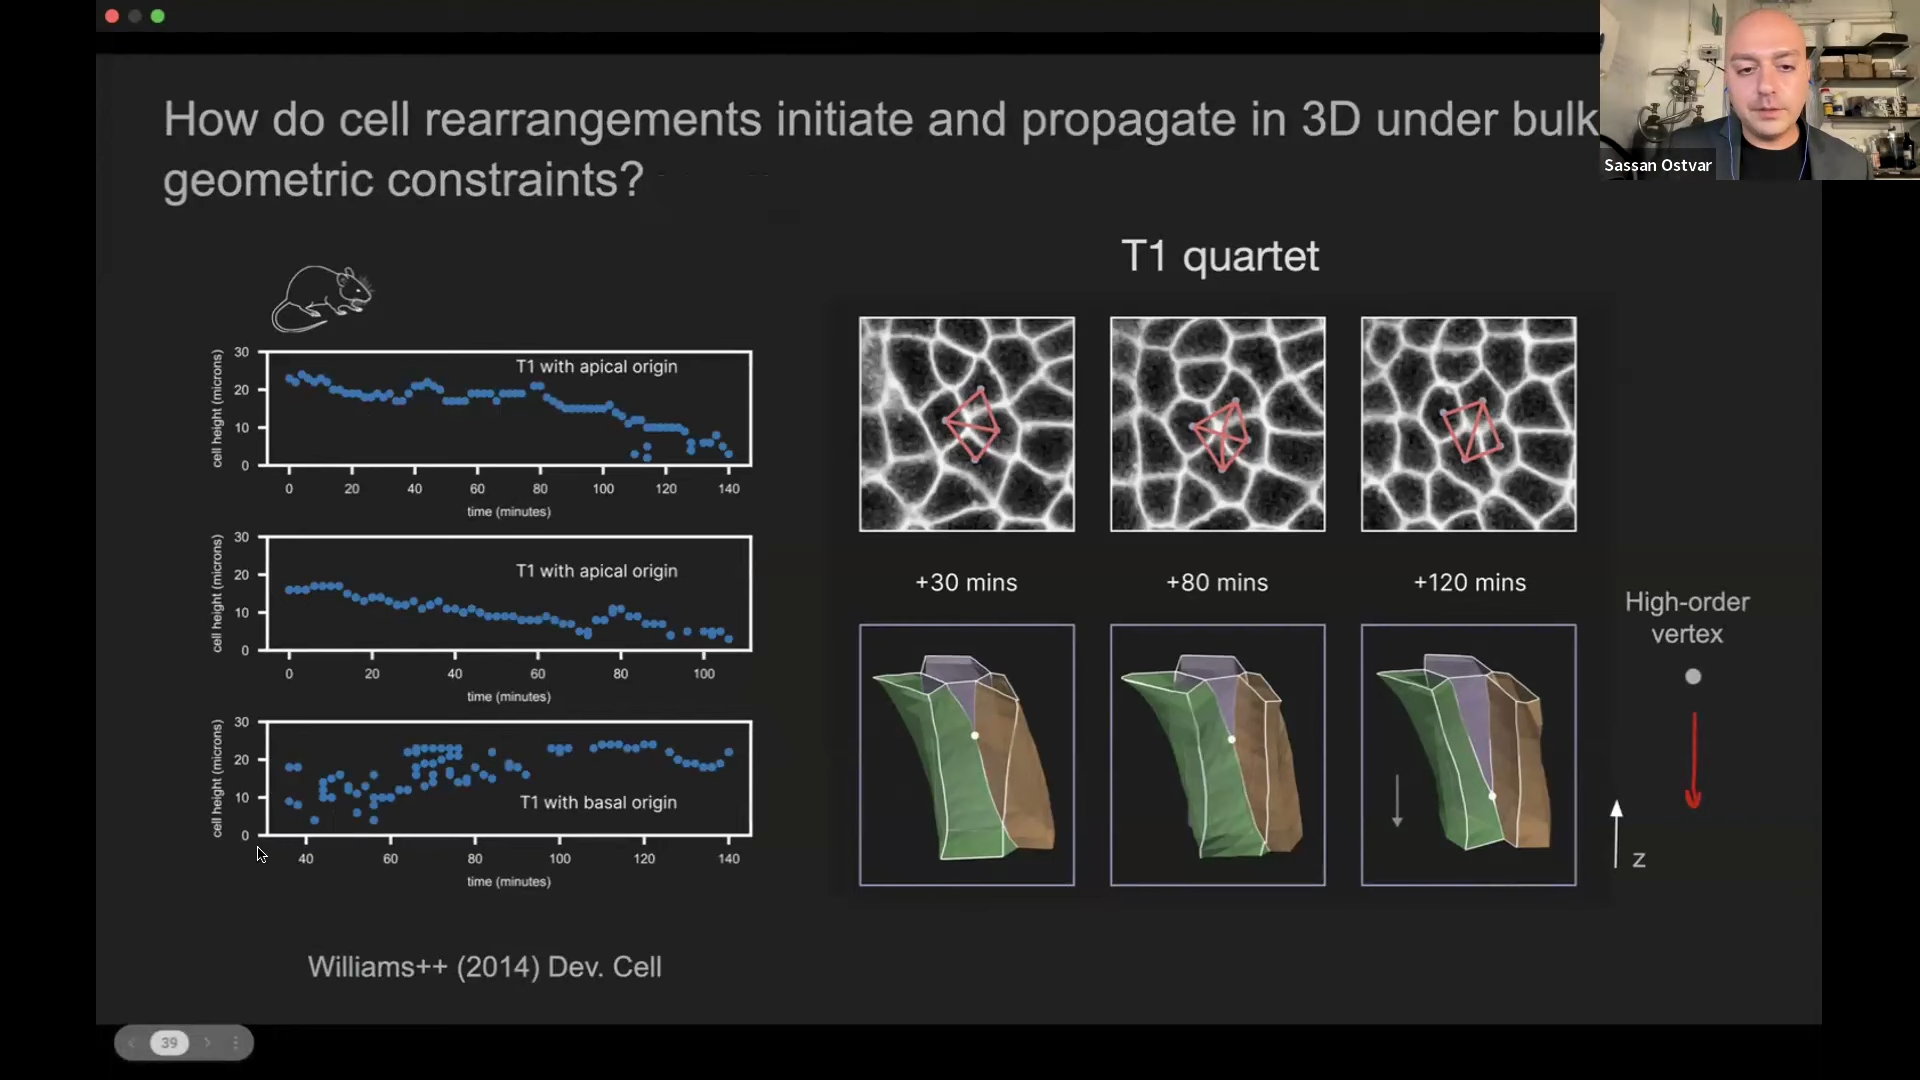 How do cell rearrangements initiate and propagate in 3D under bulk
geometric constraints?
Sassan Ostvar
T1 quartet
30
20
10
0
cell height (microns)
T1 with apical origin
0 20 40 60 80 100 120 140
time (minutes)
30
20
10
0
cell height (microns)
T1 with apical origin
0 20 40 60 80 100
time (minutes)
30
20
10
0
cell height (microns)
T1 with basal origin
40 60 80 100 120 140
time (minutes)
Williams++ (2014) Dev. Cell
+30 mins +80 mins +120 mins
High-order
vertex
z
39